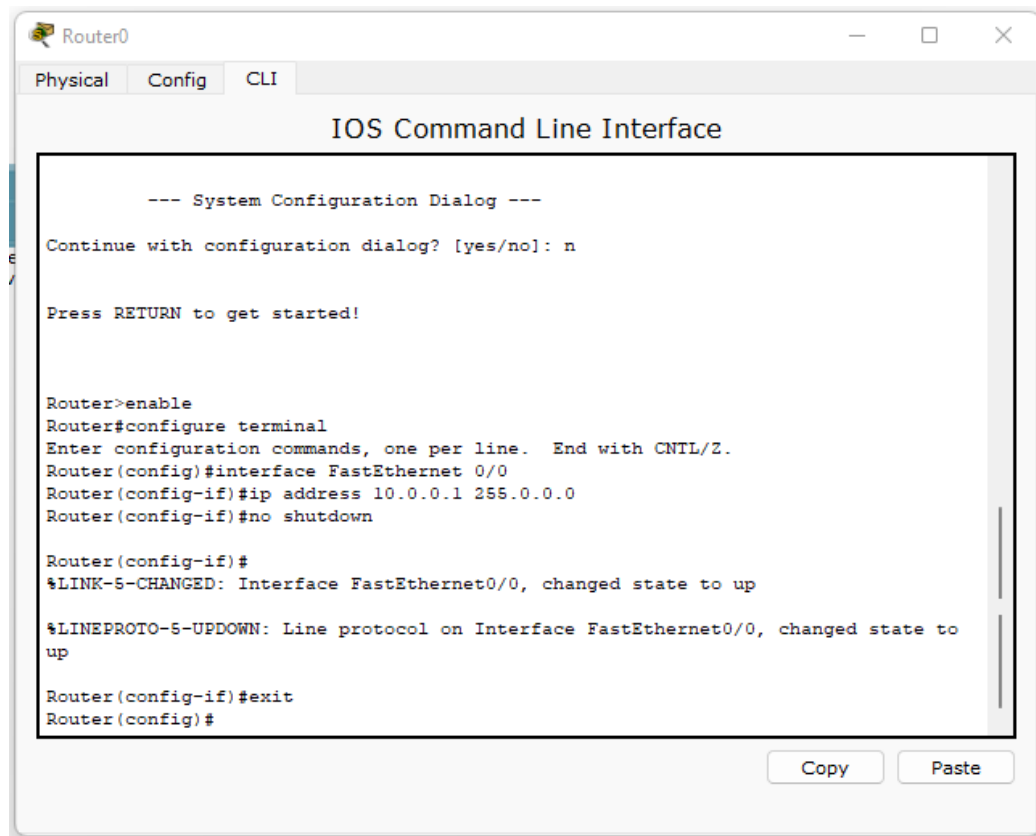 Router0
Physical Config CLI
IOS Command Line Interface
--- System Configuration Dialog ---
Continue with configuration dialog? [yes/no]: n
Press RETURN to get started!
Router>enable
Router#configure terminal
Enter configuration commands, one per line.  End with CNTL/Z.
Router(config)#interface FastEthernet 0/0
Router(config-if)#ip address 10.0.0.1 255.0.0.0
Router(config-if)#no shutdown
Router(config-if)#
%LINK-5-CHANGED: Interface FastEthernet0/0, changed state to up
%LINEPROTO-5-UPDOWN: Line protocol on Interface FastEthernet0/0, changed state to
up
Router(config-if)#exit
Router(config)#
Copy Paste